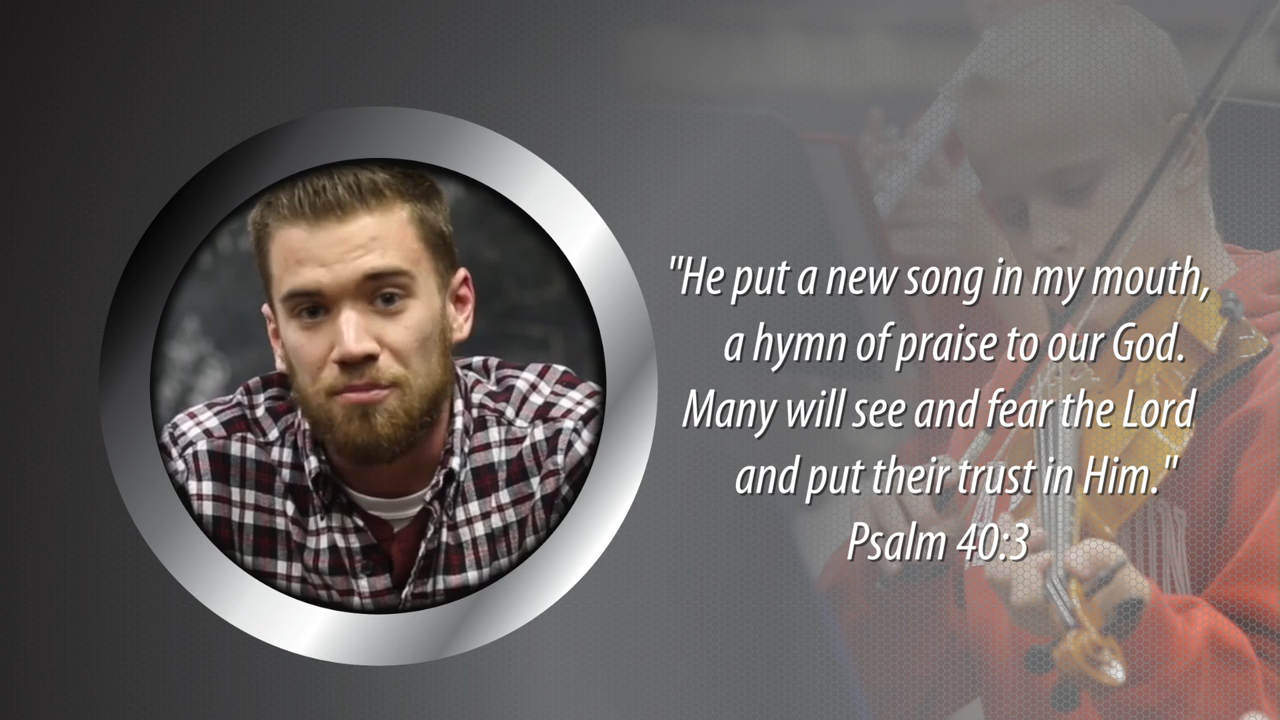 "He put a new song in my mouth,
a hymn of praise to our God.
Many will see and fear the Lord
and put their trust in Him."
Psalm 40:3